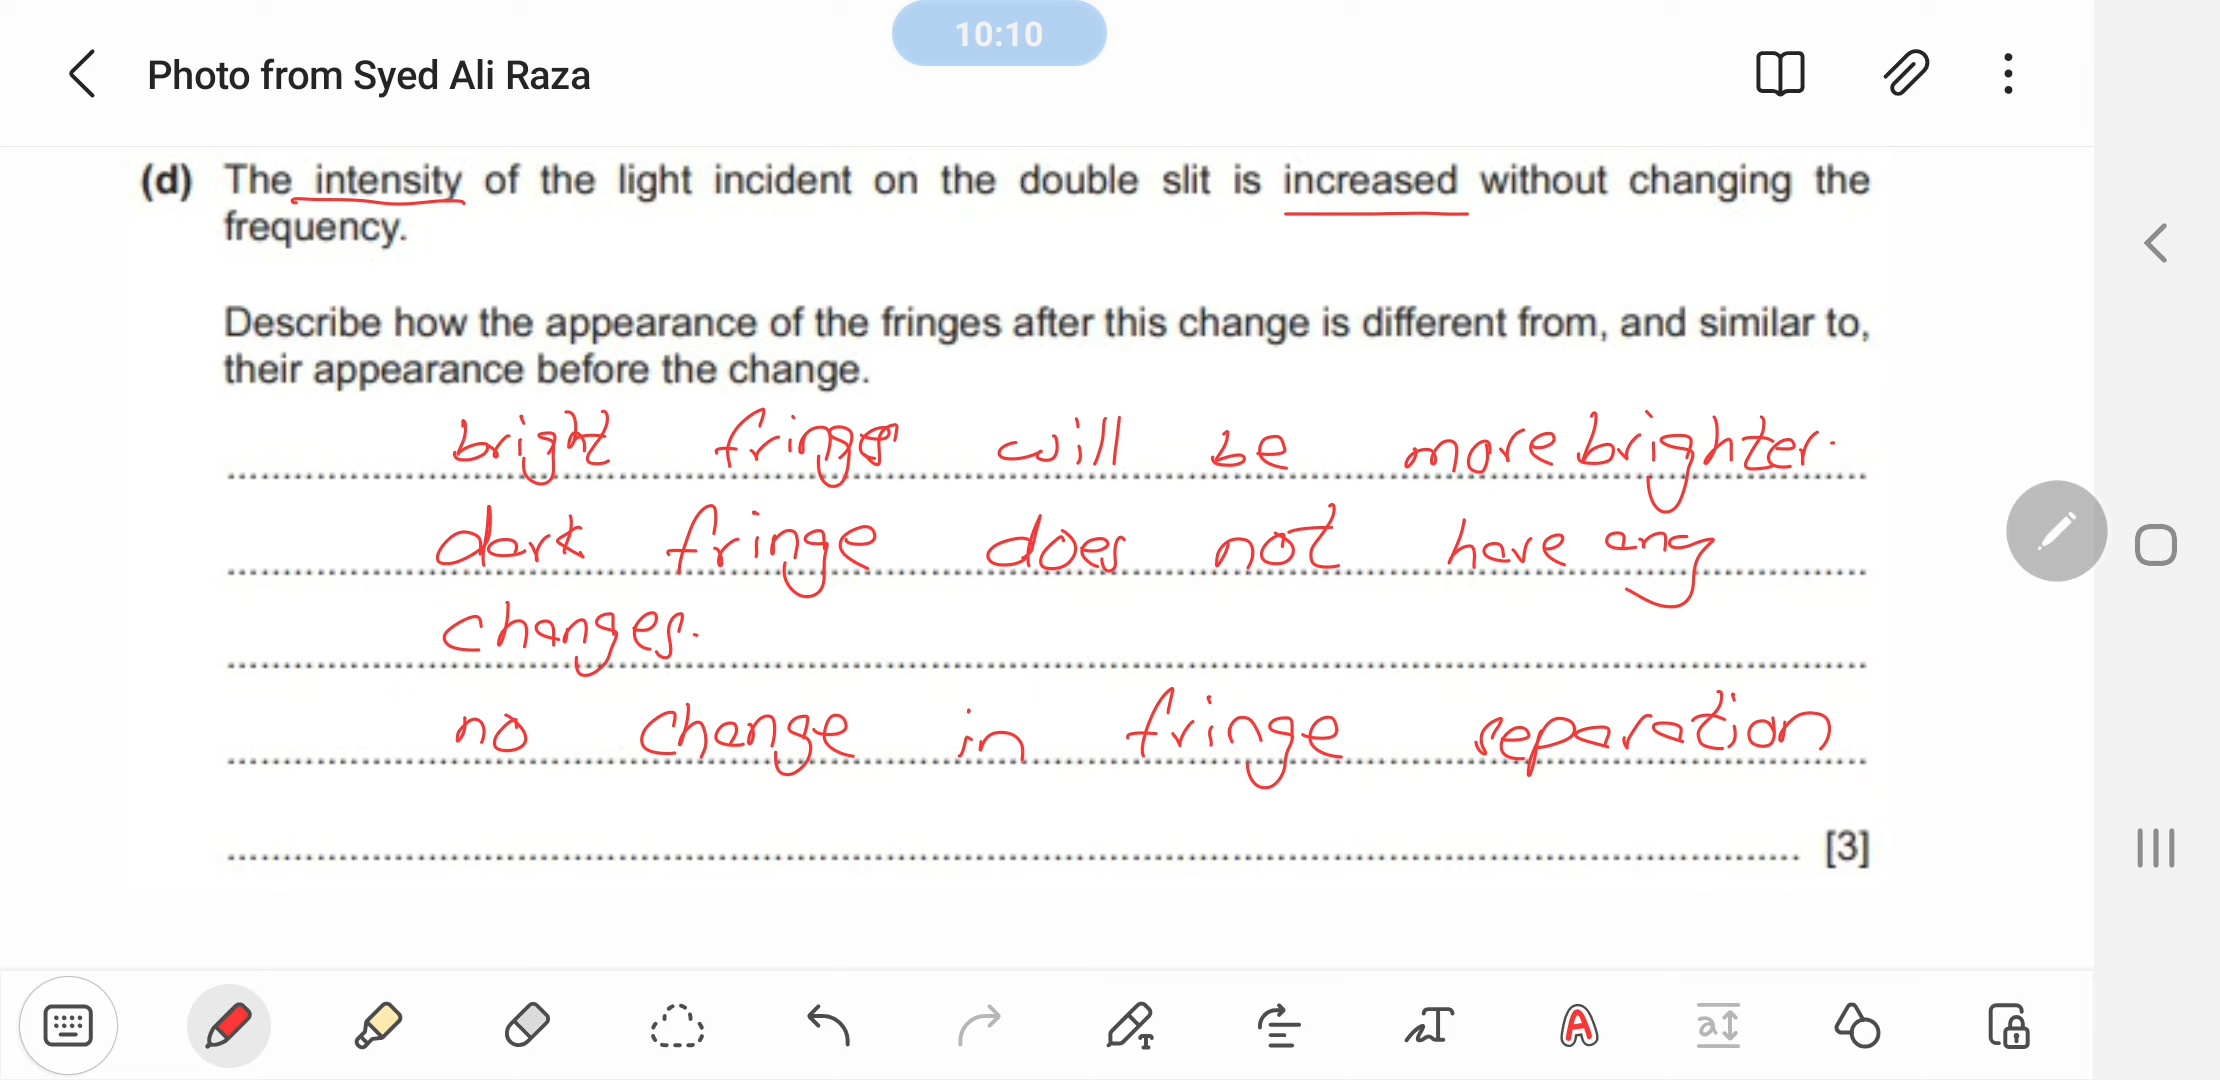 10:10
Photo from Syed Ali Raza
(d) The intensity of the light incident on the double slit is increased without changing the
frequency.
Describe how the appearance of the fringes after this change is different from, and similar to,
their appearance before the change.
bright fringe will be more brighter.
dark fringe does not have any
changes.
no change in fringe separation
[3]